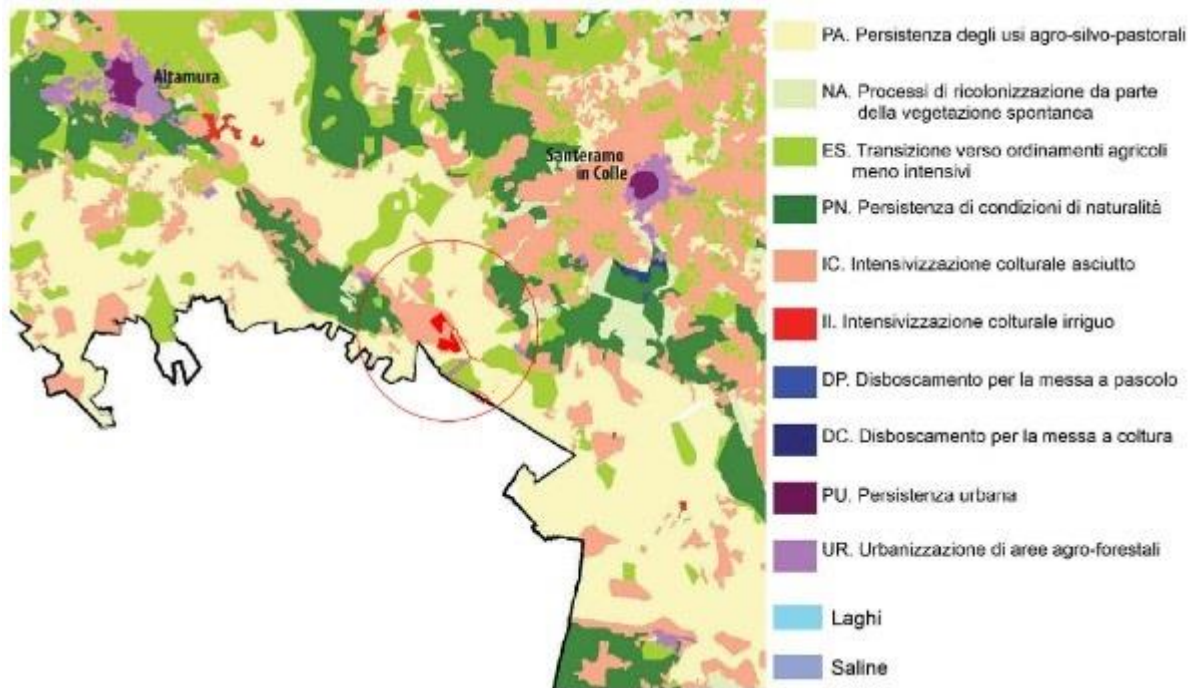 Altamura
Santeramo
in Colle
PA. Persistenza degli usi agro-silvo-pastorali
NA. Processi di ricolonizzazione da parte
della vegetazione spontanea
ES. Transizione verso ordinamenti agricoli
meno intensivi
PN. Persistenza di condizioni di naturalità
IC. Intensivizzazione colturale asciutto
II. Intensivizzazione colturale irriguo
DP. Disboscamento per la messa a pascolo
DC. Disboscamento per la messa a coltura
PU. Persistenza urbana
UR. Urbanizzazione di aree agro-forestali
Laghi
Saline